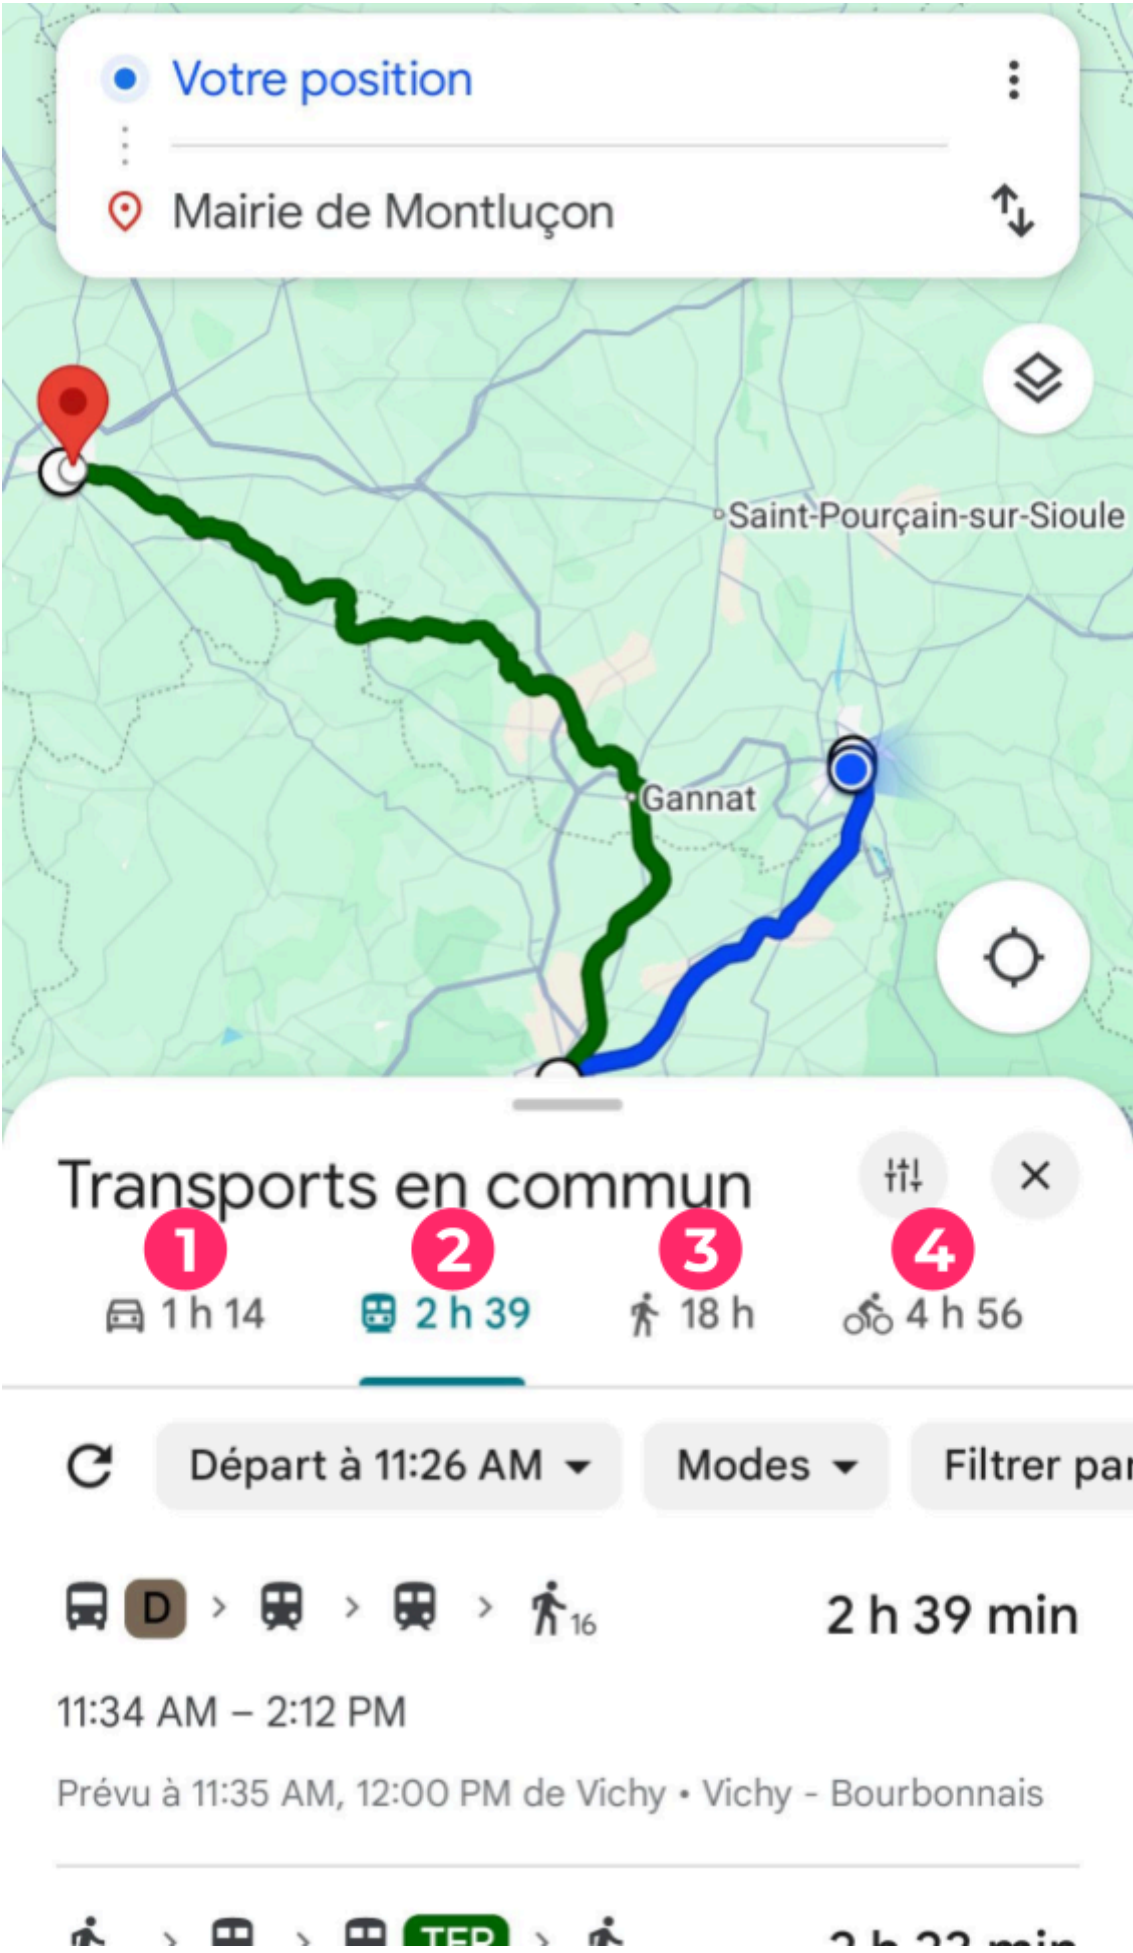 Votre position
Mairie de Montluçon
Saint-Pourçain-sur-Sioule
Gannat
Transports en commun
1 2 3 4
1 h 14 2 h 39 18 h 4 h 56
Départ à 11:26 AM Modes Filtrer par
D 16 2 h 39 min
11:34 AM – 2:12 PM
Prévu à 11:35 AM, 12:00 PM de Vichy • Vichy - Bourbonnais
TER